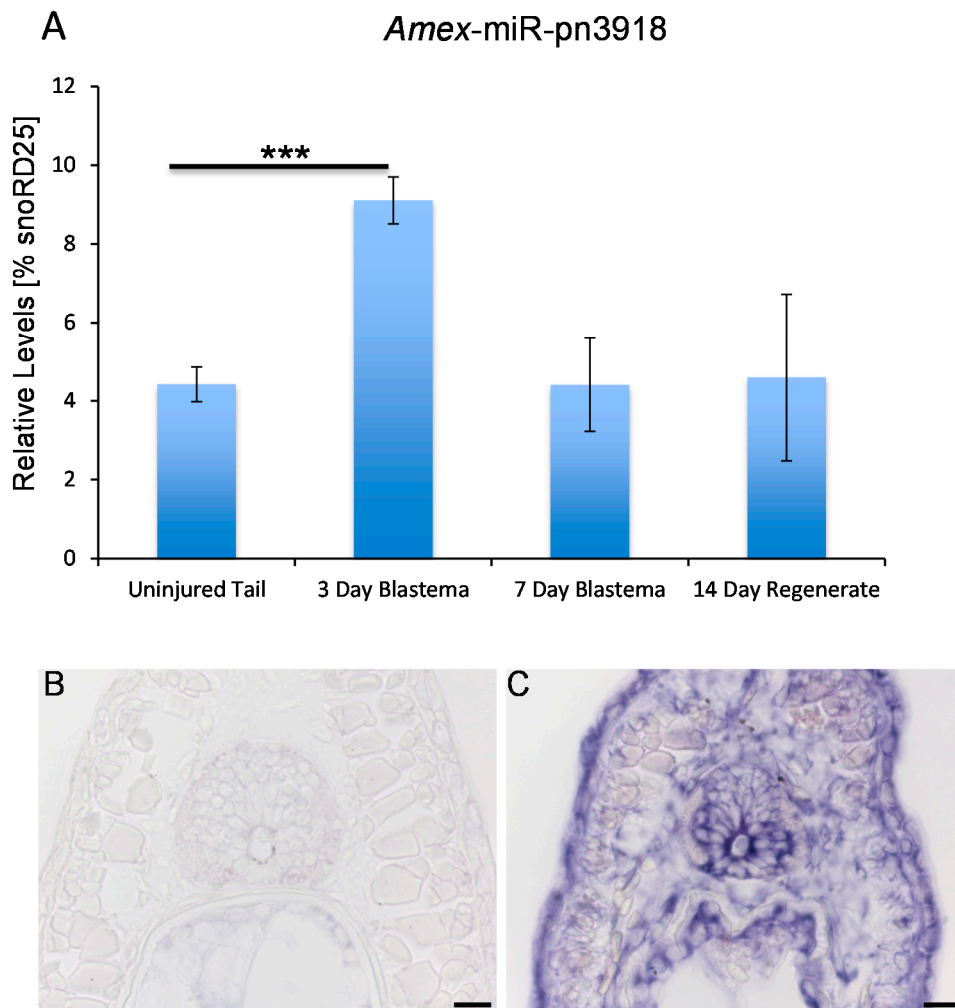 A
Amex-miR-pn3918
Relative Levels [% snoRD25]
12
10
8
6
4
2
0
***
Uninjured Tail
3 Day Blastema
7 Day Blastema
14 Day Regenerate
B
C